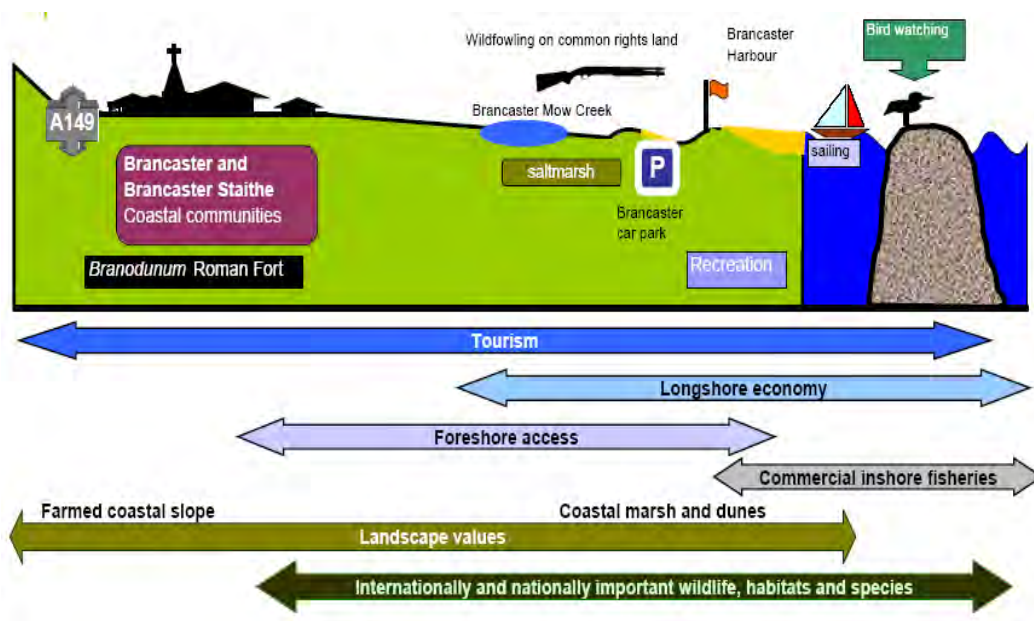 Wildfowling on common rights land
Brancaster
Harbour
Bird watching
A149
Brancaster Mow Creek
sailing
Brancaster and
Brancaster Staithe
Coastal communities
saltmarsh
P
Brancaster
car park
Branodunum Roman Fort
Recreation
Tourism
Longshore economy
Foreshore access
Commercial inshore fisheries
Farmed coastal slope
Coastal marsh and dunes
Landscape values
Internationally and nationally important wildlife, habitats and species